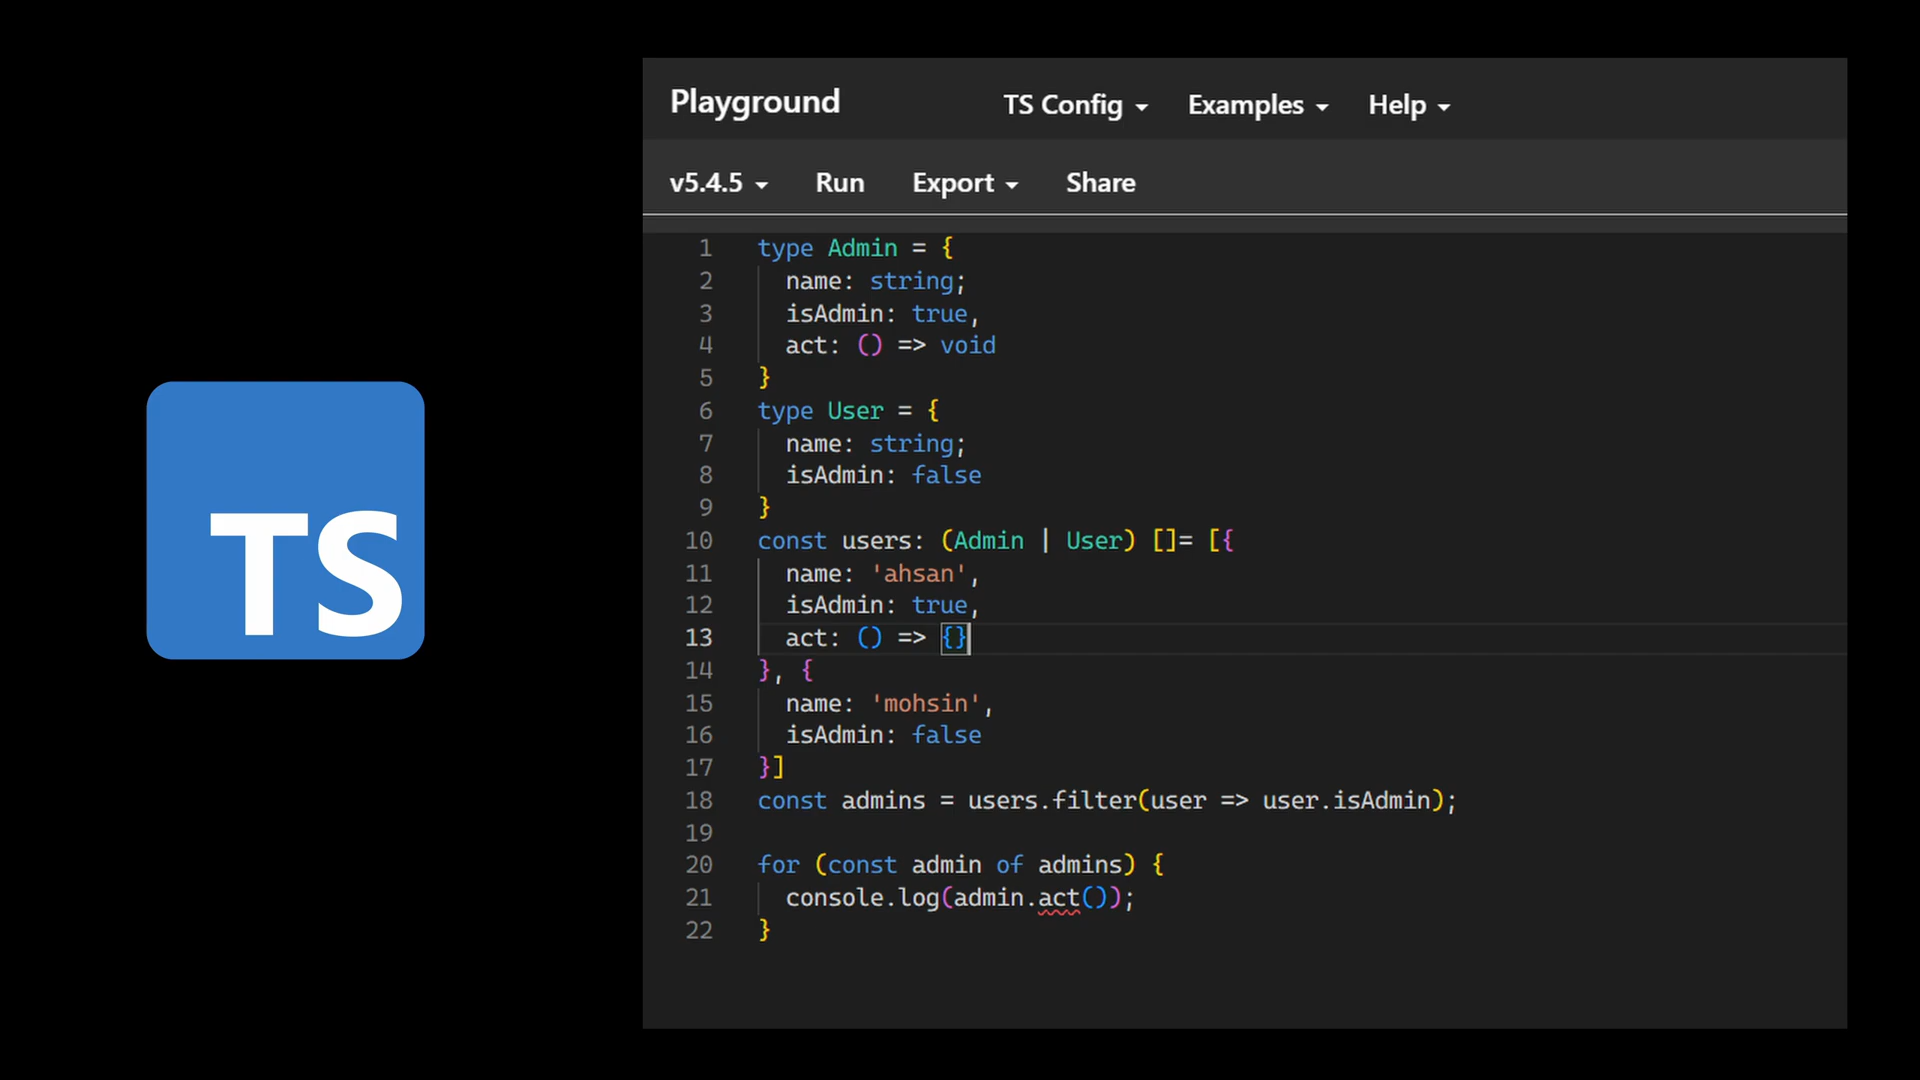 TS
Playground TS Config Examples Help
v5.4.5 Run Export Share
1 type Admin = {
2 name: string;
3 isAdmin: true,
4 act: () => void
5 }
6 type User = {
7 name: string;
8 isAdmin: false
9 }
10 const users: (Admin | User) []= [{
11 name: 'ahsan',
12 isAdmin: true,
13 act: () => {}
14 }, {
15 name: 'mohsin',
16 isAdmin: false
17 }]
18 const admins = users.filter(user => user.isAdmin);
19
20 for (const admin of admins) {
21 console.log(admin.act());
22 }